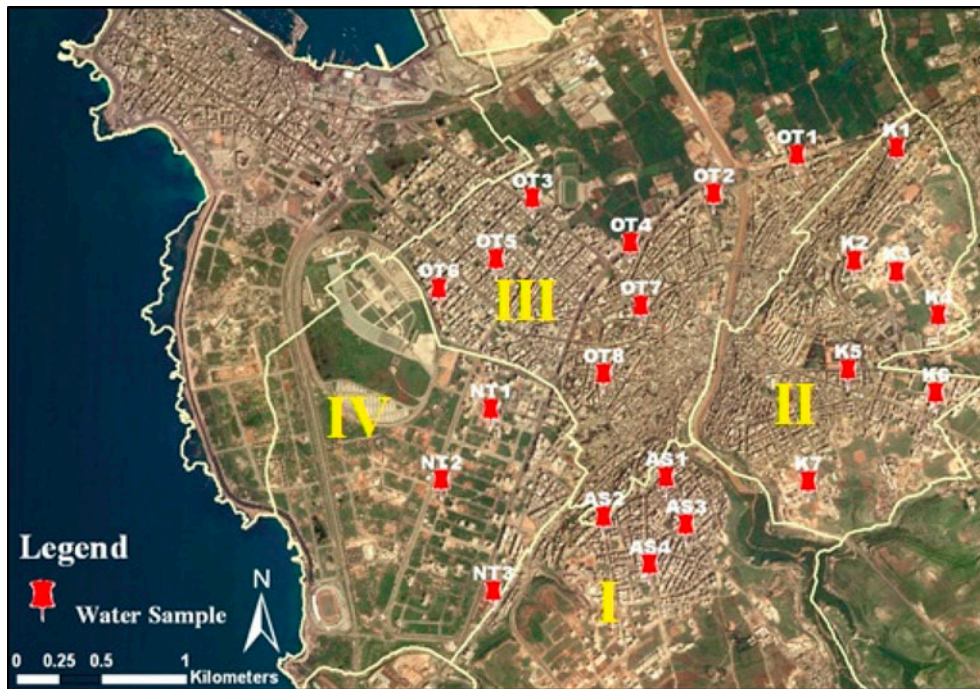 OT1
K1
OT3
OT2
OT4
K2
K3
OT5
OT6
III
OT7
K4
OT8
K5
II
K6
NT1
IV
NT2
AS1
K7
AS2
AS3
AS4
NT3
I
Legend
Water Sample
N
0 0.25 0.5 1
Kilometers